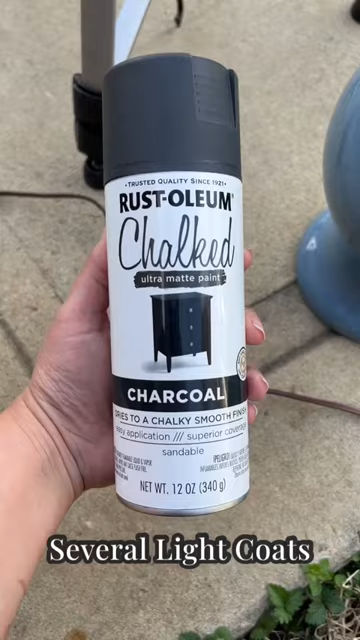 • TRUSTED QUALITY SINCE 1921 •
RUST-OLEUM®
Chalked
ultra matte paint
CHARCOAL
DRIES TO A CHALKY SMOOTH FINISH
easy application /// superior coverage
sandable
NET WT. 12 OZ (340 g)
Several Light Coats